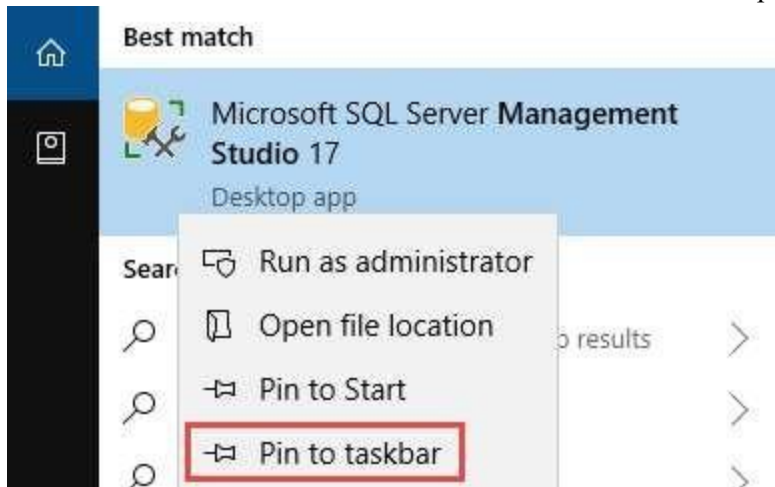 Best match
Microsoft SQL Server Management
Studio 17
Desktop app
Run as administrator
Open file location
results
Pin to Start
Pin to taskbar